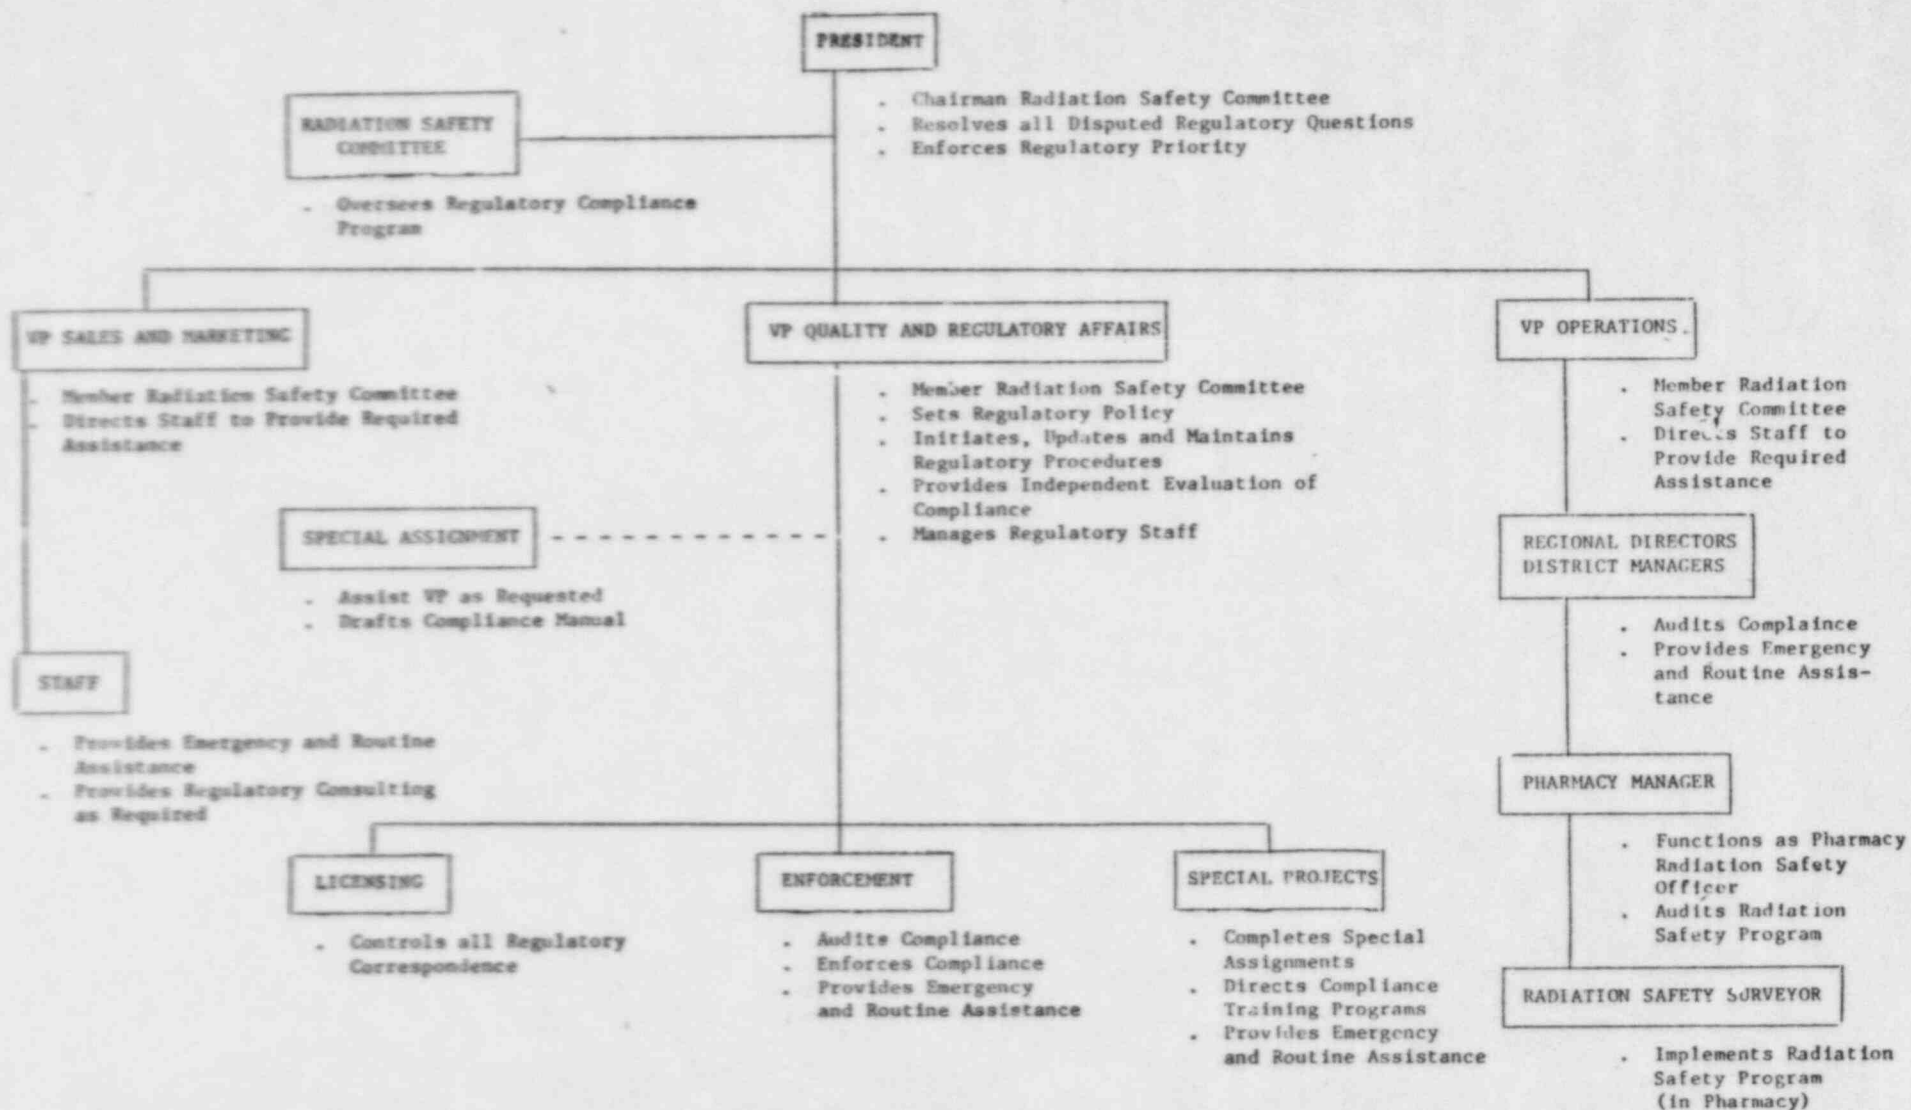 PRESIDENT
. Chairman Radiation Safety Committee
. Resolves all Disputed Regulatory Questions
. Enforces Regulatory Priority
RADIATION SAFETY
COMMITTEE
. Oversees Regulatory Compliance
Program
VP SALES AND MARKETING
. Member Radiation Safety Committee
. Directs Staff to Provide Required
Assistance
STAFF
. Provides Emergency and Routine
Assistance
. Provides Regulatory Consulting
as Required
VP QUALITY AND REGULATORY AFFAIRS
. Member Radiation Safety Committee
. Sets Regulatory Policy
. Initiates, Updates and Maintains
Regulatory Procedures
. Provides Independent Evaluation of
Compliance
. Manages Regulatory Staff
SPECIAL ASSIGNMENT
. Assist VP as Requested
. Drafts Compliance Manual
LICENSING
. Controls all Regulatory
Correspondence
ENFORCEMENT
. Audits Compliance
. Enforces Compliance
. Provides Emergency
and Routine Assistance
SPECIAL PROJECTS
. Completes Special
Assignments
. Directs Compliance
Training Programs
. Provides Emergency
and Routine Assistance
VP OPERATIONS.
. Member Radiation
Safety Committee
. Directs Staff to
Provide Required
Assistance
REGIONAL DIRECTORS
DISTRICT MANAGERS
. Audits Complaince
. Provides Emergency
and Routine Assis-
tance
PHARMACY MANAGER
. Functions as Pharmacy
Radiation Safety
Officer
. Audits Radiation
Safety Program
RADIATION SAFETY SURVEYOR
. Implements Radiation
Safety Program
(in Pharmacy)